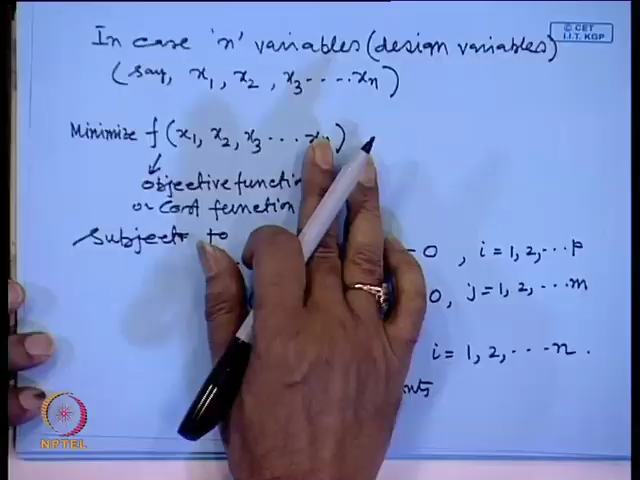 © CET
I.I.T. KGP
In case 'n' variables (design variables)
(say, x₁, x₂, x₃ .... xn)
Minimize f (x₁, x₂, x₃ ...
objective function
or cost function
Subject to
0 , i = 1, 2, ... p
0, j = 1, 2, ... m
i = 1, 2, ... n .
NPTEL